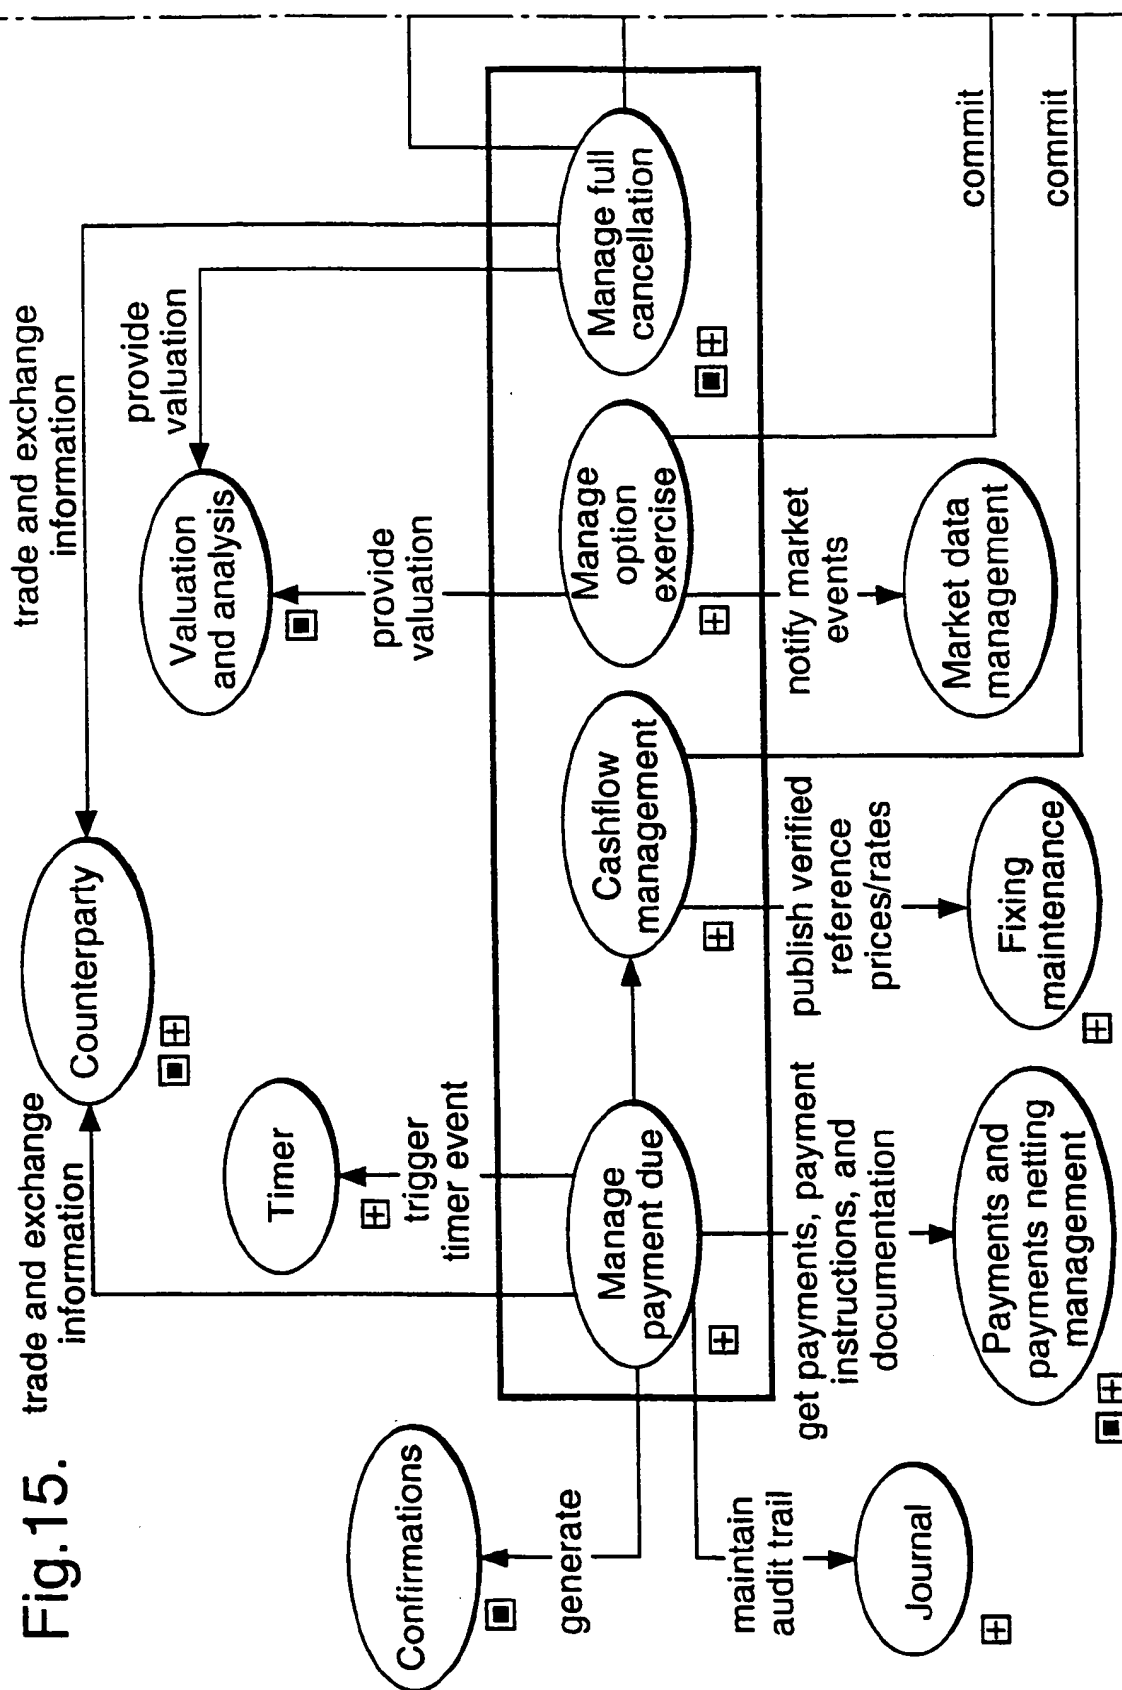 Fig.15.
trade and exchange
information
trade and exchange
information
Counterparty
provide
valuation
Timer
Valuation
and analysis
Confirmations
trigger
timer event
provide
valuation
generate
Manage
payment due
Cashflow
management
Manage
option
exercise
Manage full
cancellation
maintain
audit trail
get payments, payment
instructions, and
documentation
publish verified
reference
prices/rates
notify market
events
commit
commit
Journal
Payments and
payments netting
management
Fixing
maintenance
Market data
management